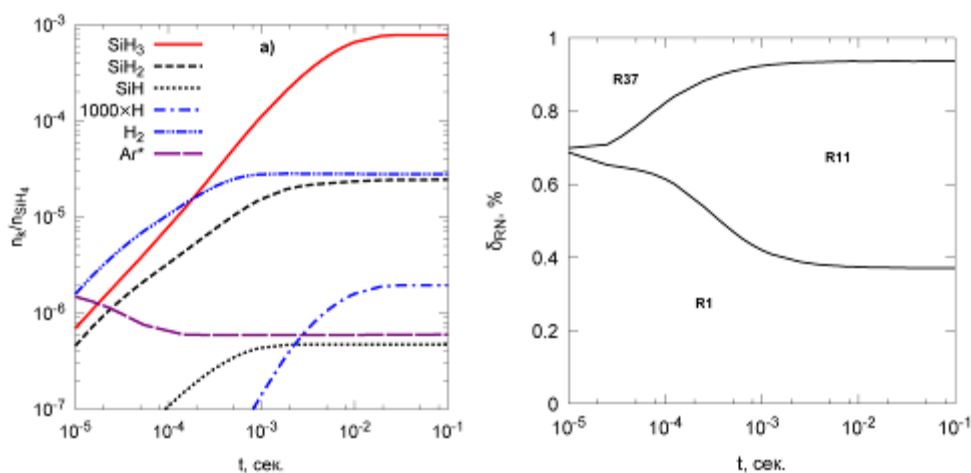 a)
SiH₃
SiH₂
SiH
1000×H
H₂
Ar*
10⁻³
10⁻⁴
10⁻⁵
10⁻⁶
10⁻⁷
nₖ/n_SiH₄
10⁻⁵ 10⁻⁴ 10⁻³ 10⁻² 10⁻¹
t, сек.
R37
R11
R1
1
0.8
0.6
0.4
0.2
0
δ_RN, %
10⁻⁵ 10⁻⁴ 10⁻³ 10⁻² 10⁻¹
t, сек.